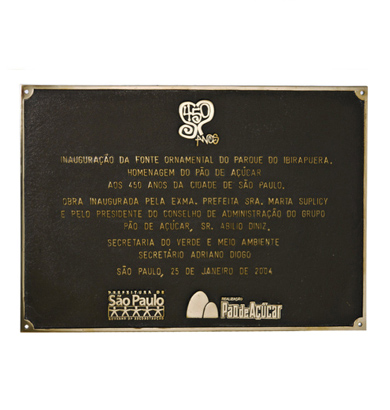 450
ANOS
INAUGURAÇÃO DA FONTE ORNAMENTAL DO PARQUE DO IBIRAPUERA.
HOMENAGEM DO PÃO DE AÇÚCAR
AOS 450 ANOS DA CIDADE DE SÃO PAULO.
OBRA INAUGURADA PELA EXMA. PREFEITA SRA. MARTA SUPLICY
E PELO PRESIDENTE DO CONSELHO DE ADMINISTRAÇÃO DO GRUPO
PÃO DE AÇÚCAR, SR. ABILIO DINIZ.
SECRETARIA DO VERDE E MEIO AMBIENTE
SECRETÁRIO ADRIANO DIOGO
SÃO PAULO, 25 DE JANEIRO DE 2004
PREFEITURA DE
São Paulo
REALIZAÇÃO
Pão de Açúcar